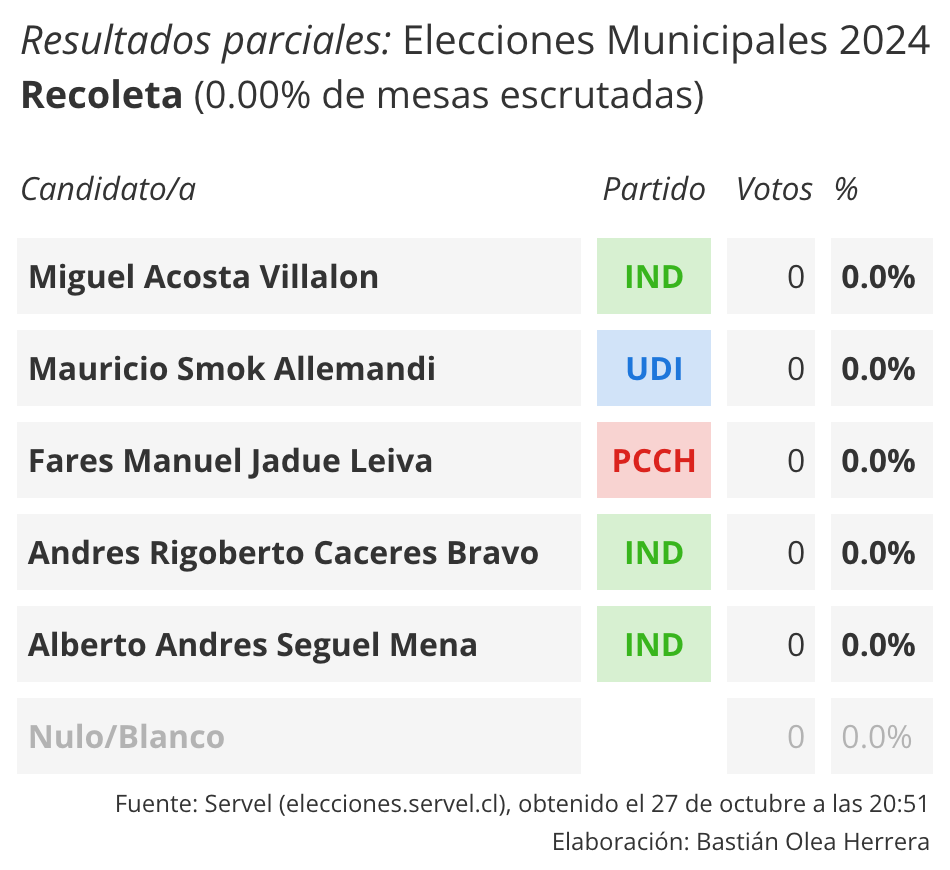 Resultados parciales: Elecciones Municipales 2024
Recoleta (0.00% de mesas escrutadas)
Candidato/a Partido Votos %
Miguel Acosta Villalon IND 0 0.0%
Mauricio Smok Allemandi UDI 0 0.0%
Fares Manuel Jadue Leiva PCCH 0 0.0%
Andres Rigoberto Caceres Bravo IND 0 0.0%
Alberto Andres Seguel Mena IND 0 0.0%
Nulo/Blanco 0 0.0%
Fuente: Servel (elecciones.servel.cl), obtenido el 27 de octubre a las 20:51
Elaboración: Bastián Olea Herrera